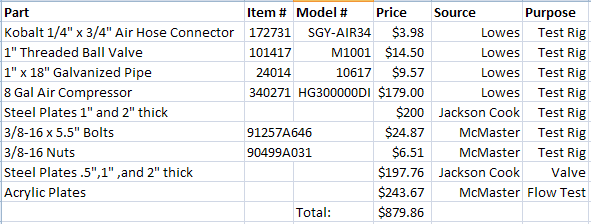 Part Item # Model # Price Source Purpose
Kobalt 1/4" x 3/4" Air Hose Connector 172731 SGY-AIR34 $3.98 Lowes Test Rig
1" Threaded Ball Valve 101417 M1001 $14.50 Lowes Test Rig
1" x 18" Galvanized Pipe 24014 10617 $9.57 Lowes Test Rig
8 Gal Air Compressor 340271 HG300000DI $179.00 Lowes Test Rig
Steel Plates 1" and 2" thick $200 Jackson Cook Test Rig
3/8-16 x 5.5" Bolts 91257A646 $24.87 McMaster Test Rig
3/8-16 Nuts 90499A031 $6.51 McMaster Test Rig
Steel Plates .5",1" ,and 2" thick $197.76 Jackson Cook Valve
Acrylic Plates $243.67 McMaster Flow Test
Total: $879.86